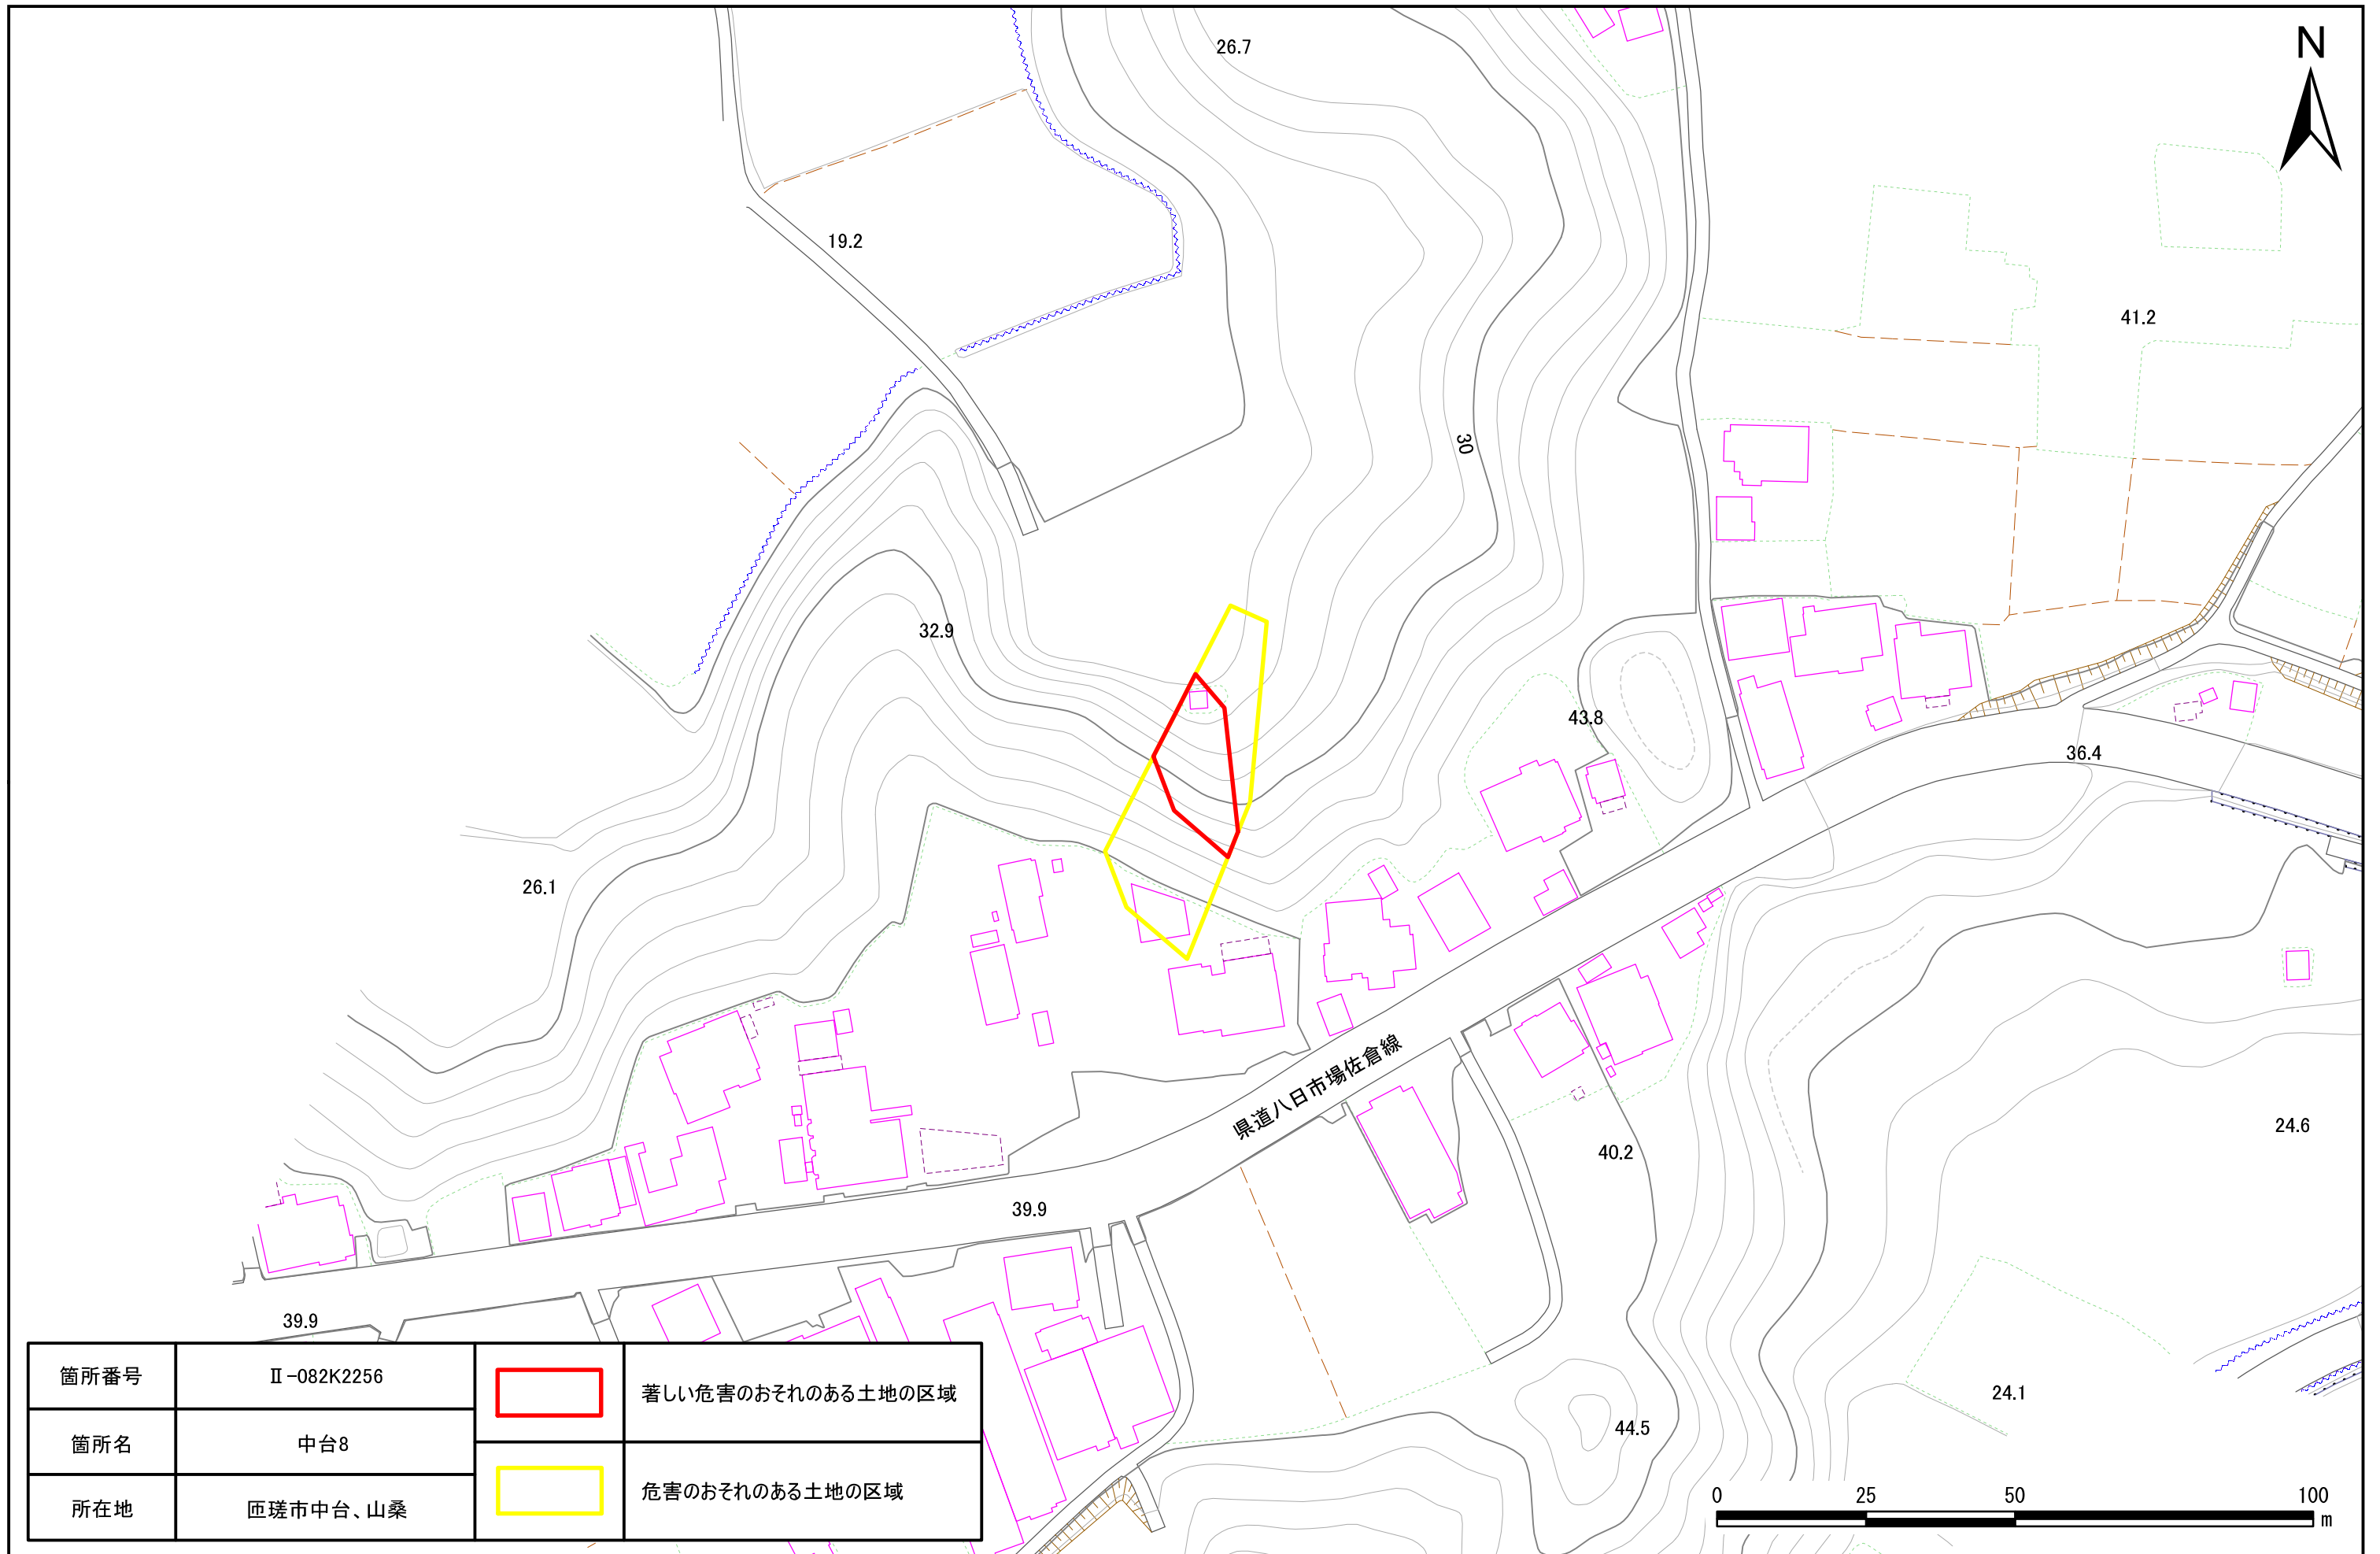 N
26.7
19.2
41.2
30
32.9
43.8
36.4
26.1
県道八日市場佐倉線
24.6
40.2
39.9
39.9
24.1
44.5
箇所番号 Ⅱ-082K2256
箇所名 中台8
所在地 匝瑳市中台、山桑
著しい危害のおそれのある土地の区域
危害のおそれのある土地の区域
0 25 50 100
m